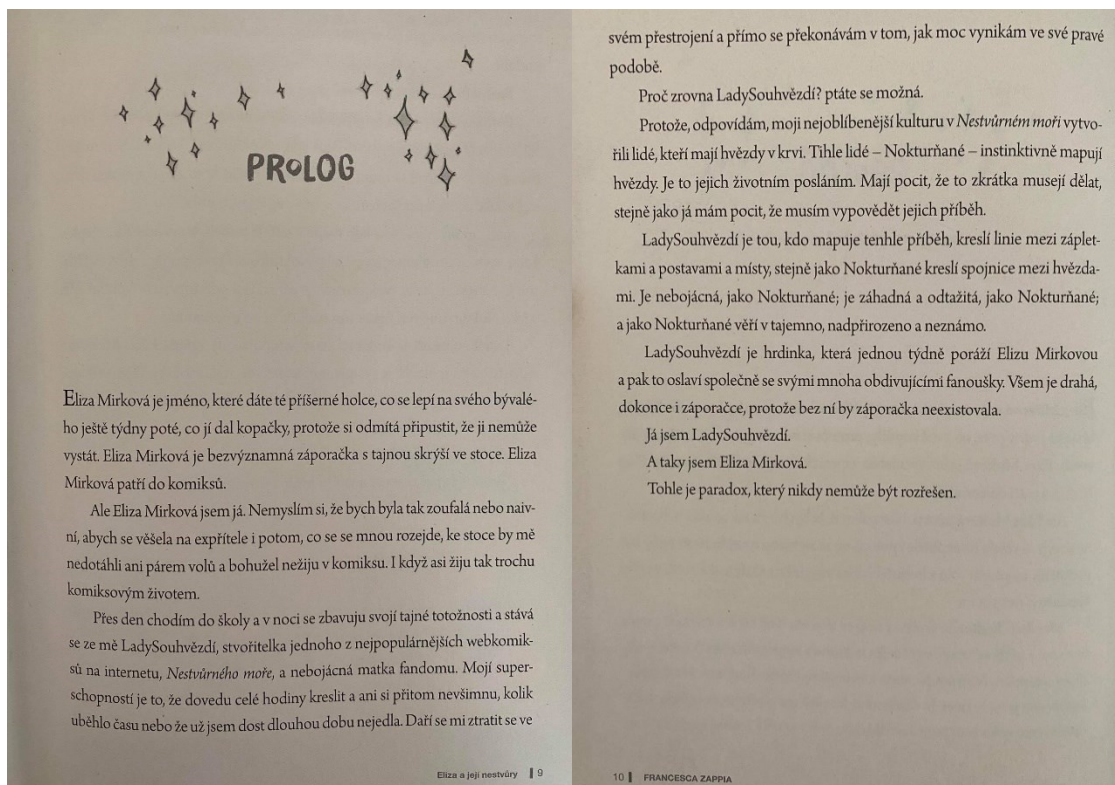 PROLOG
Eliza Mirková je jméno, které dáte té příšerné holce, co se lepí na svého bývalé-
ho ještě týdny poté, co jí dal kopačky, protože si odmítá připustit, že ji nemůže
vystát. Eliza Mirková je bezvýznamná záporačka s tajnou skrýší ve stoce. Eliza
Mirková patří do komiksů.
Ale Eliza Mirková jsem já. Nemyslím si, že bych byla tak zoufalá nebo naiv-
ní, abych se věšela na expřítele i potom, co se se mnou rozejde, ke stoce by mě
nedotáhli ani párem volů a bohužel nežiju v komiksu. I když asi žiju tak trochu
komiksovým životem.
Přes den chodím do školy a v noci se zbavuju svojí tajné totožnosti a stává
se ze mě LadySouhvězdí, stvořitelka jednoho z nejpopulárnějších webkomik-
sů na internetu, Nestvůrného moře, a nebojácná matka fandomu. Mojí super-
schopností je to, že dovedu celé hodiny kreslit a ani si přitom nevšimnu, kolik
uběhlo času nebo že už jsem dost dlouhou dobu nejedla. Daří se mi ztratit se ve
Eliza a její nestvůry | 9
svém přestrojení a přímo se překonávám v tom, jak moc vynikám ve své pravé
podobě.
Proč zrovna LadySouhvězdí? ptáte se možná.
Protože, odpovídám, moji nejoblíbenější kulturu v Nestvůrném moři vytvo-
řili lidé, kteří mají hvězdy v krvi. Tihle lidé – Nokturňané – instinktivně mapují
hvězdy. Je to jejich životním posláním. Mají pocit, že to zkrátka musejí dělat,
stejně jako já mám pocit, že musím vypovědět jejich příběh.
LadySouhvězdí je tou, kdo mapuje tenhle příběh, kreslí linie mezi záplet-
kami a postavami a místy, stejně jako Nokturňané kreslí spojnice mezi hvězda-
mi. Je nebojácná, jako Nokturňané; je záhadná a odtažitá, jako Nokturňané;
a jako Nokturňané věří v tajemno, nadpřirozeno a neznámo.
LadySouhvězdí je hrdinka, která jednou týdně poráží Elizu Mirkovou
a pak to oslaví společně se svými mnoha obdivujícími fanoušky. Všem je drahá,
dokonce i záporačce, protože bez ní by záporačka neexistovala.
Já jsem LadySouhvězdí.
A taky jsem Eliza Mirková.
Tohle je paradox, který nikdy nemůže být rozřešen.
10 | FRANCESCA ZAPPIA